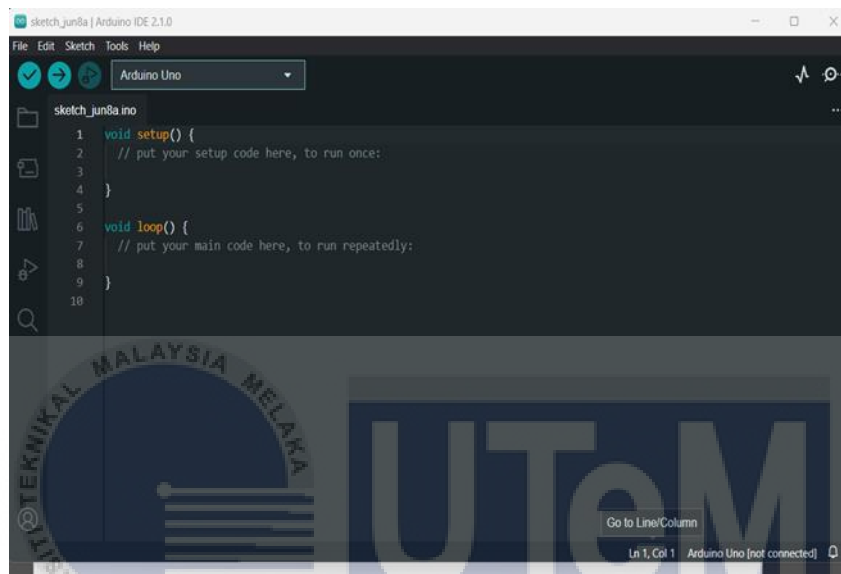 sketch_jun8a | Arduino IDE 2.1.0
File Edit Sketch Tools Help
Arduino Uno
sketch_jun8a.ino
1 void setup() {
2 // put your setup code here, to run once:
3
4 }
5
6 void loop() {
7 // put your main code here, to run repeatedly:
8
9 }
10
MALAYSIA MELAKA
TEKNIKAL
SITI
UTeM
Go to Line/Column
Ln 1, Col 1 Arduino Uno [not connected]